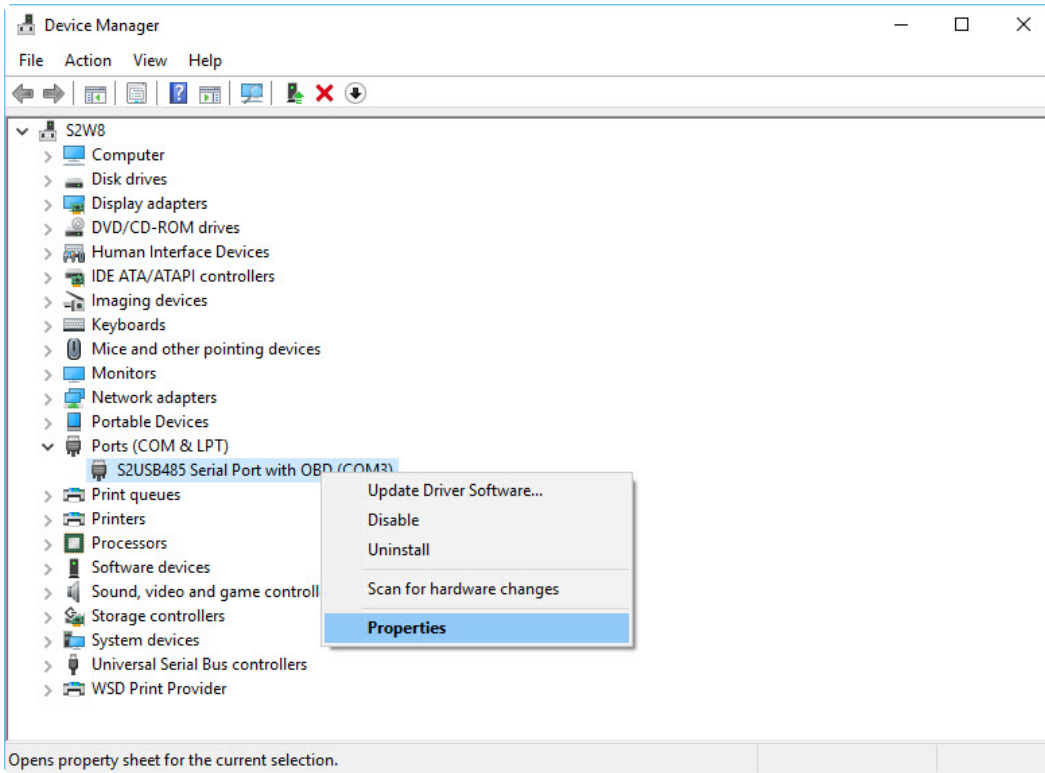 Device Manager
File Action View Help
S2W8
Computer
Disk drives
Display adapters
DVD/CD-ROM drives
Human Interface Devices
IDE ATA/ATAPI controllers
Imaging devices
Keyboards
Mice and other pointing devices
Monitors
Network adapters
Portable Devices
Ports (COM & LPT)
S2USB485 Serial Port with OBD (COM3)
Print queues
Printers
Processors
Software devices
Sound, video and game controll
Storage controllers
System devices
Universal Serial Bus controllers
WSD Print Provider
Update Driver Software...
Disable
Uninstall
Scan for hardware changes
Properties
Opens property sheet for the current selection.